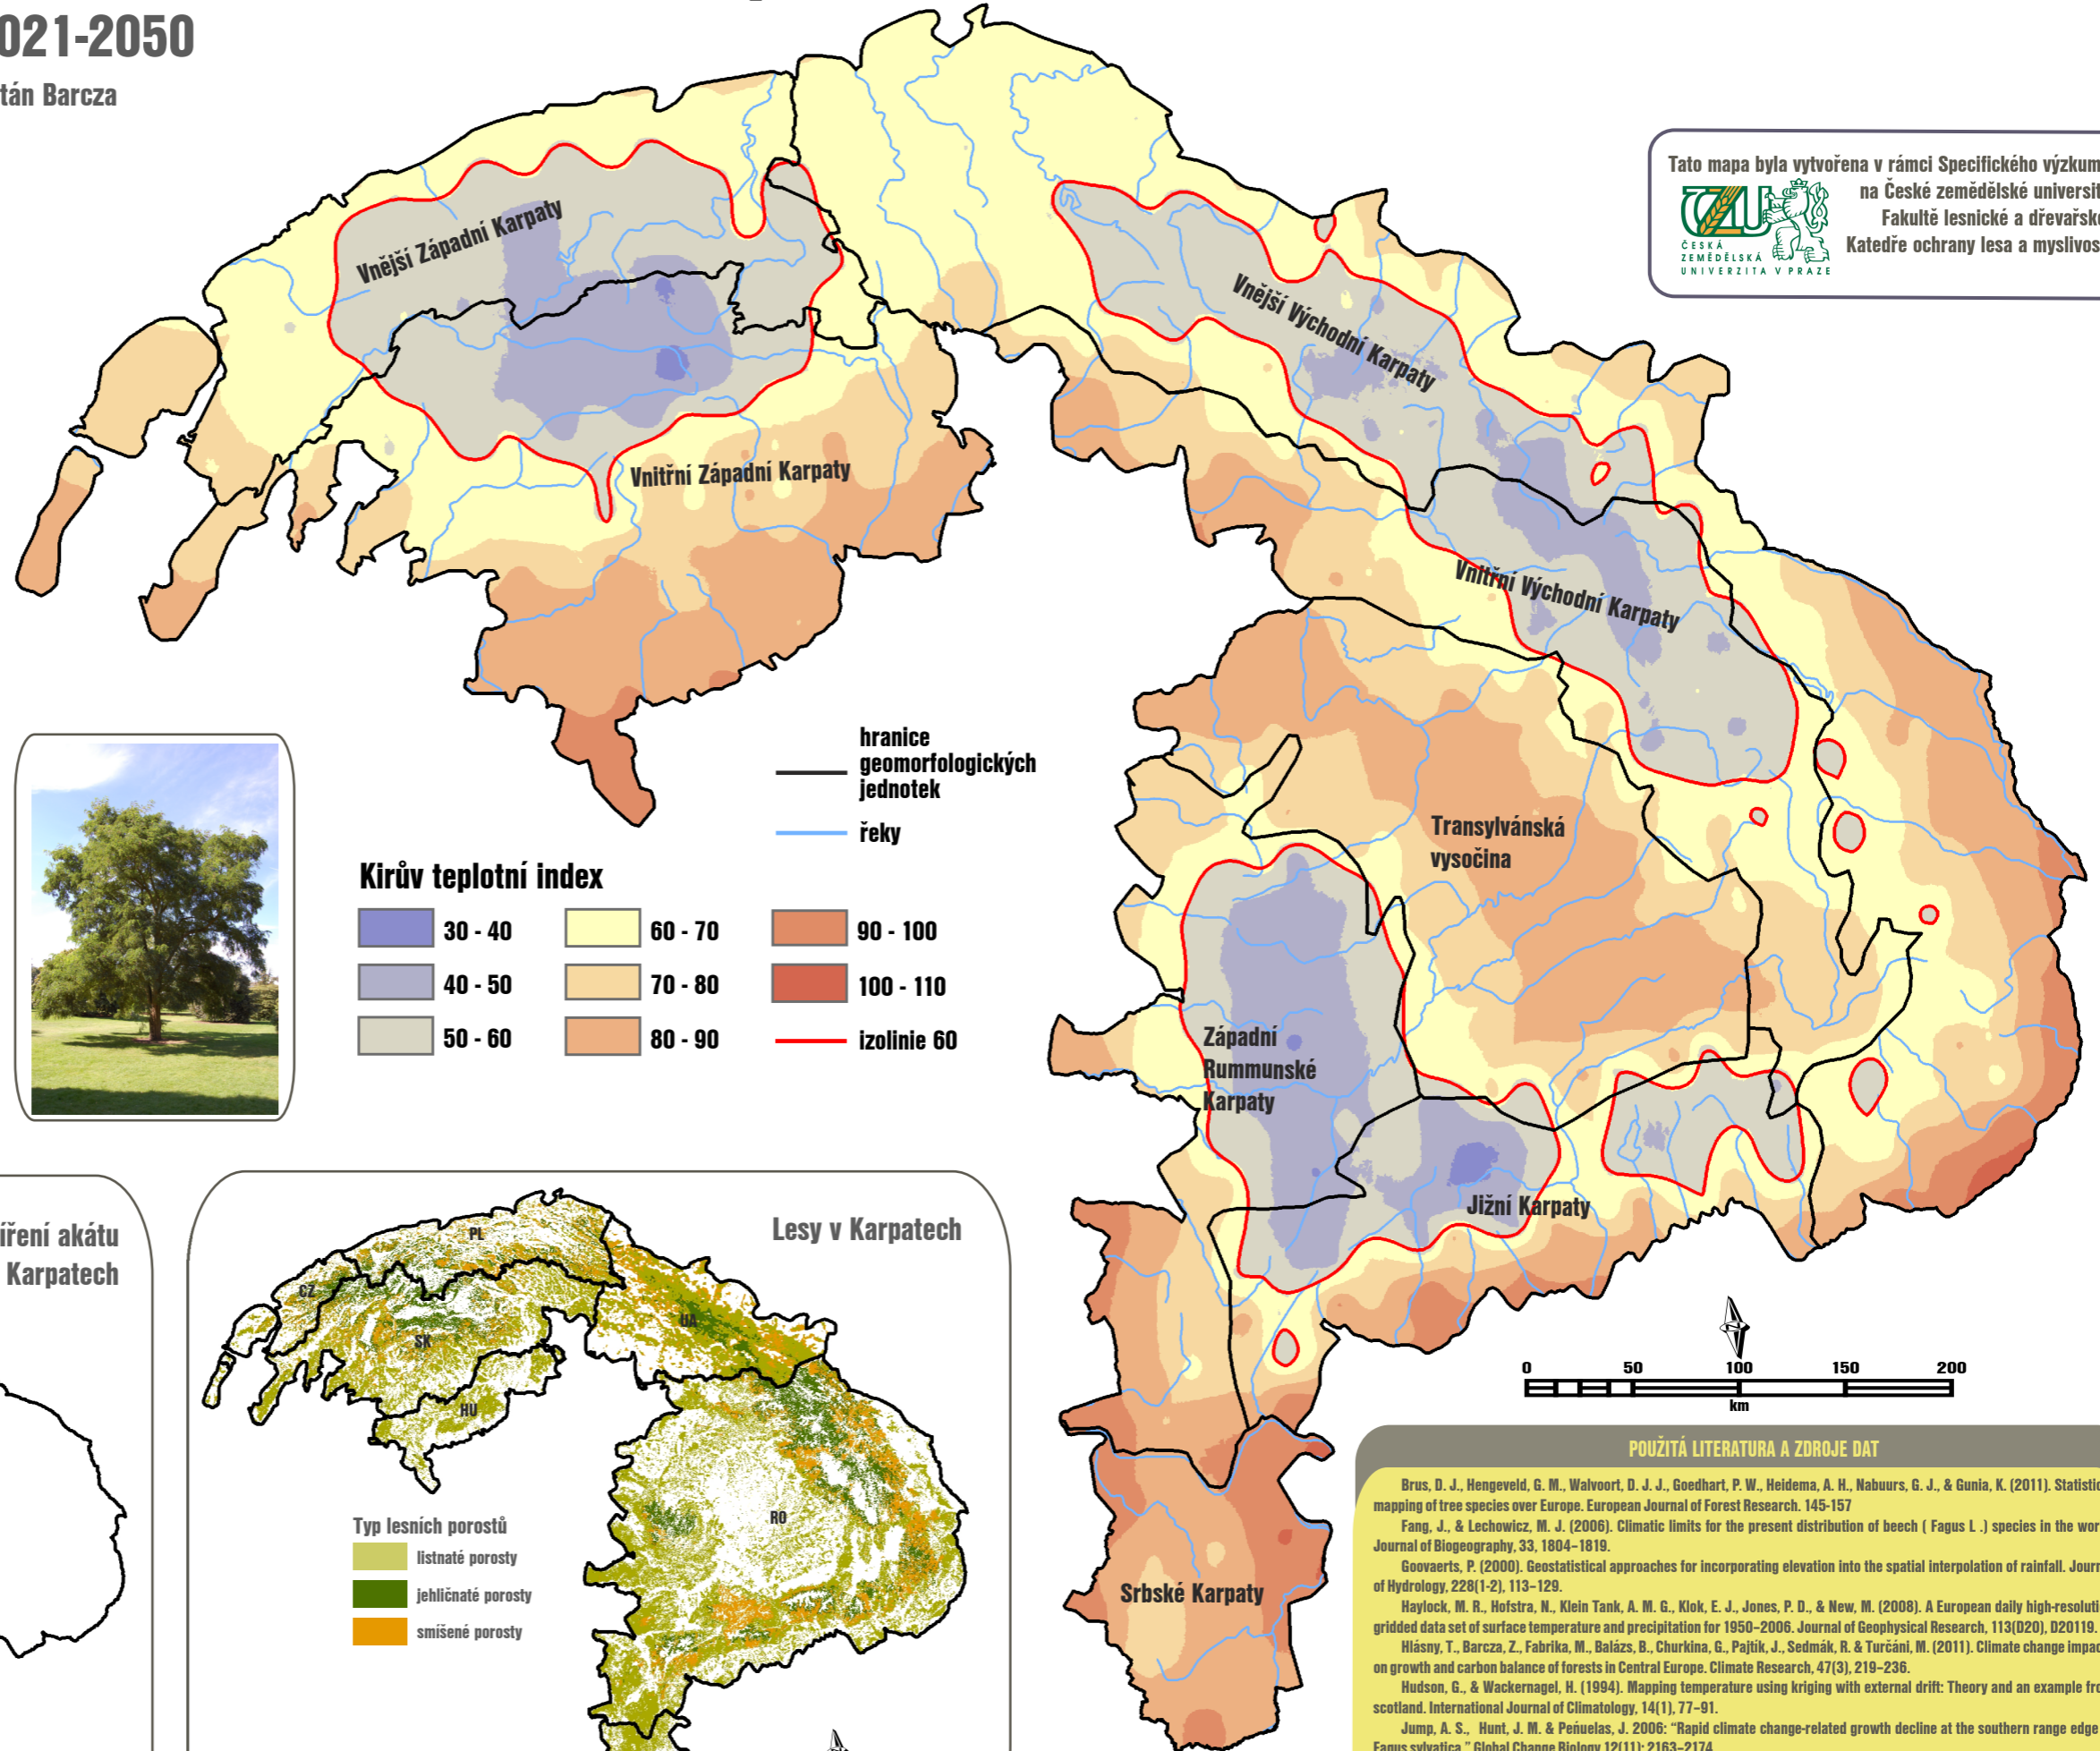 021-2050
tán Barcza
Tato mapa byla vytvořena v rámci Specifického výzkum
na České zemědělské universit
Fakultě lesnické a dřevařsk
Katedře ochrany lesa a myslivos
ČZU
ČESKÁ
ZEMĚDĚLSKÁ
UNIVERZITA V PRAZE
Vnější Západní Karpaty
Vnější Východní Karpaty
Vnitřní Západní Karpaty
Vnitřní Východní Karpaty
Transylvánská
vysočina
Západní
Rummunské
Karpaty
Jižní Karpaty
Srbské Karpaty
hranice
geomorfologických
jednotek
řeky
Kirův teplotní index
30 - 40
60 - 70
90 - 100
40 - 50
70 - 80
100 - 110
50 - 60
80 - 90
izolinie 60
íření akátu
Karpatech
Lesy v Karpatech
PL
CZ
SK
UA
HU
RO
Typ lesních porostů
listnaté porosty
jehličnaté porosty
smíšené porosty
0 50 100 150 200
km
POUŽITÁ LITERATURA A ZDROJE DAT
Brus, D. J., Hengeveld, G. M., Walvoort, D. J. J., Goedhart, P. W., Heidema, A. H., Nabuurs, G. J., & Gunia, K. (2011). Statistic
mapping of tree species over Europe. European Journal of Forest Research. 145-157
Fang, J., & Lechowicz, M. J. (2006). Climatic limits for the present distribution of beech ( Fagus L .) species in the wor
Journal of Biogeography, 33, 1804–1819.
Goovaerts, P. (2000). Geostatistical approaches for incorporating elevation into the spatial interpolation of rainfall. Journ
of Hydrology, 228(1-2), 113–129.
Haylock, M. R., Hofstra, N., Klein Tank, A. M. G., Klok, E. J., Jones, P. D., & New, M. (2008). A European daily high-resoluti
gridded data set of surface temperature and precipitation for 1950–2006. Journal of Geophysical Research, 113(D20), D20119.
Hlásny, T., Barcza, Z., Fabrika, M., Balázs, B., Churkina, G., Pajtík, J., Sedmák, R. & Turčáni, M. (2011). Climate change impac
on growth and carbon balance of forests in Central Europe. Climate Research, 47(3), 219–236.
Hudson, G., & Wackernagel, H. (1994). Mapping temperature using kriging with external drift: Theory and an example fro
scotland. International Journal of Climatology, 14(1), 77–91.
Jump, A. S., Hunt, J. M. & Peńuelas, J. 2006: “Rapid climate change-related growth decline at the southern range edge
Fagus sylvatica.” Global Change Biology 12(11): 2163–2174